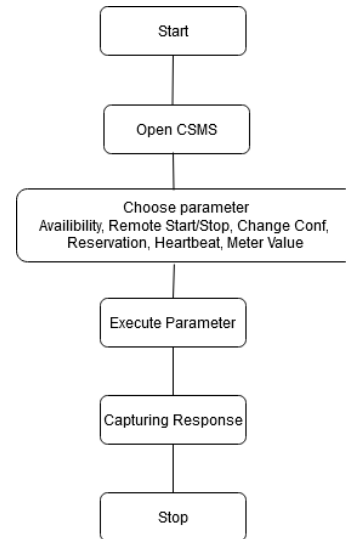 Start
Open CSMS
Choose parameter
Availibility, Remote Start/Stop, Change Conf,
Reservation, Heartbeat, Meter Value
Execute Parameter
Capturing Response
Stop